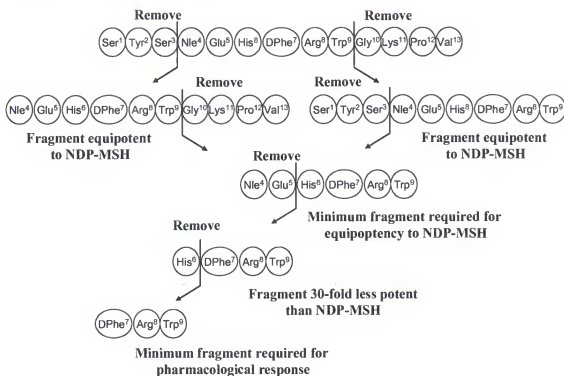 Remove Remove
Ser¹ Tyr² Ser³ Nle⁴ Glu⁵ His⁶ DPhe⁷ Arg⁸ Trp⁹ Gly¹⁰ Lys¹¹ Pro¹² Val¹³
Remove Remove
Nle⁴ Glu⁵ His⁶ DPhe⁷ Arg⁸ Trp⁹ Gly¹⁰ Lys¹¹ Pro¹² Val¹³
Ser¹ Tyr² Ser³ Nle⁴ Glu⁵ His⁶ DPhe⁷ Arg⁸ Trp⁹
Fragment equipotent
to NDP-MSH
Fragment equipotent
to NDP-MSH
Remove
Nle⁴ Glu⁵ His⁶ DPhe⁷ Arg⁸ Trp⁹
Minimum fragment required for
equipoptency to NDP-MSH
Remove
His⁶ DPhe⁷ Arg⁸ Trp⁹
Fragment 30-fold less potent
than NDP-MSH
DPhe⁷ Arg⁸ Trp⁹
Minimum fragment required for
pharmacological response